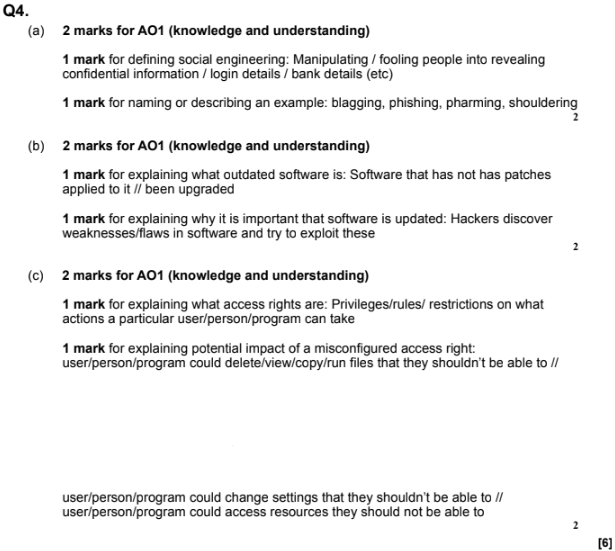 Q4.
(a) 2 marks for AO1 (knowledge and understanding)
1 mark for defining social engineering: Manipulating / fooling people into revealing
confidential information / login details / bank details (etc)
1 mark for naming or describing an example: blagging, phishing, pharming, shouldering
2
(b) 2 marks for AO1 (knowledge and understanding)
1 mark for explaining what outdated software is: Software that has not has patches
applied to it // been upgraded
1 mark for explaining why it is important that software is updated: Hackers discover
weaknesses/flaws in software and try to exploit these
2
(c) 2 marks for AO1 (knowledge and understanding)
1 mark for explaining what access rights are: Privileges/rules/ restrictions on what
actions a particular user/person/program can take
1 mark for explaining potential impact of a misconfigured access right:
user/person/program could delete/view/copy/run files that they shouldn't be able to //
user/person/program could change settings that they shouldn't be able to //
user/person/program could access resources they should not be able to
2
[6]